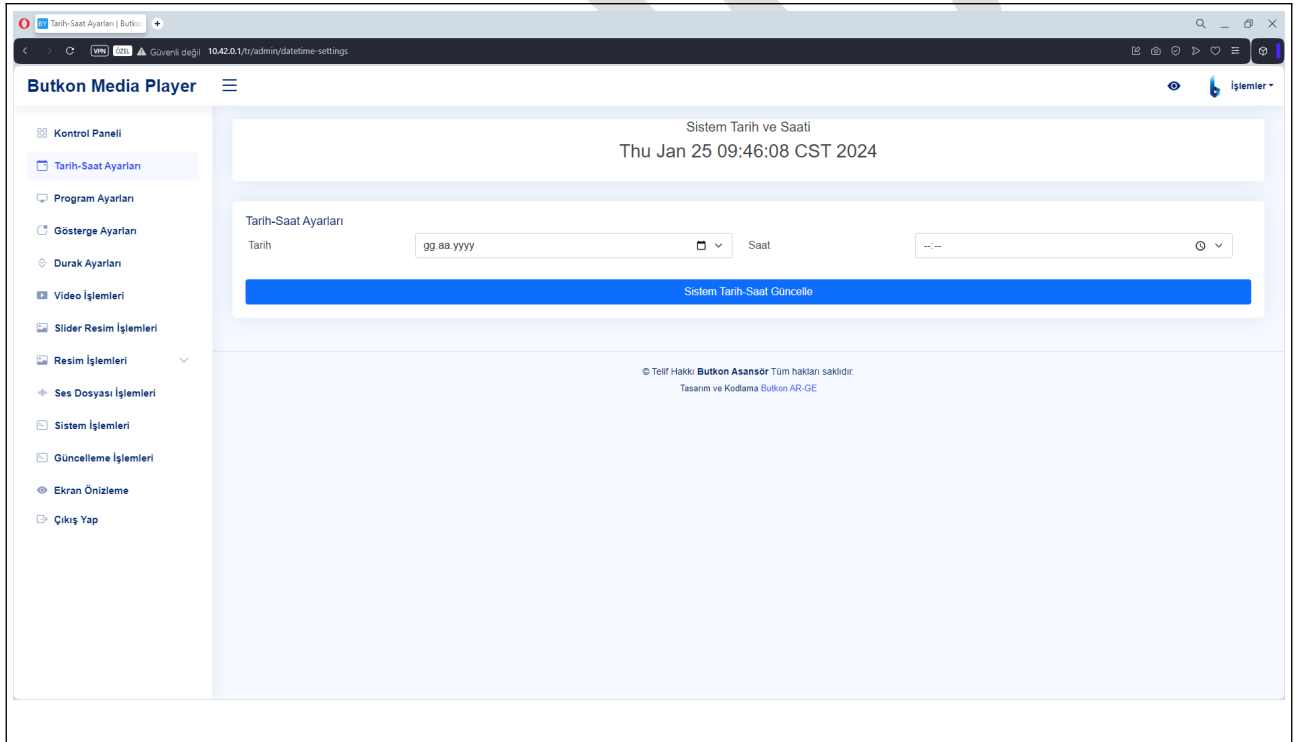 BY Tarih-Saat Ayarları | Butko
VPN ÖZEL Güvenli değil 10.42.0.1/tr/admin/datetime-settings
Butkon Media Player
İşlemler
Kontrol Paneli
Tarih-Saat Ayarları
Program Ayarları
Gösterge Ayarları
Durak Ayarları
Video İşlemleri
Slider Resim İşlemleri
Resim İşlemleri
Ses Dosyası İşlemleri
Sistem İşlemleri
Güncelleme İşlemleri
Ekran Önizleme
Çıkış Yap
Sistem Tarih ve Saati
Thu Jan 25 09:46:08 CST 2024
Tarih-Saat Ayarları
Tarih gg.aa.yyyy Saat --:--
Sistem Tarih-Saat Güncelle
© Telif Hakkı Butkon Asansör Tüm hakları saklıdır.
Tasarım ve Kodlama Butkon AR-GE